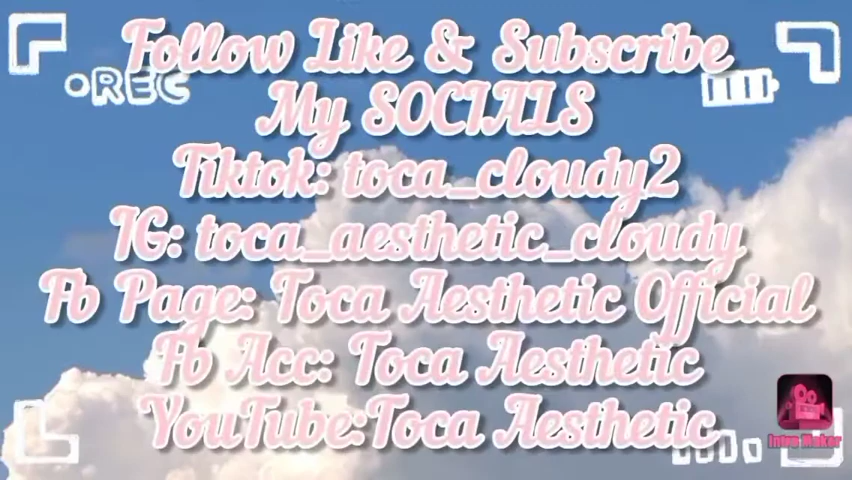 Follow Like & Subscribe
•REC
My SOCIALS
Tiktok: toca_cloudy2
IG: toca_aesthetic_cloudy
Fb Page: Toca Aesthetic Official
Fb Acc: Toca Aesthetic
YouTube:Toca Aesthetic
Intro Maker